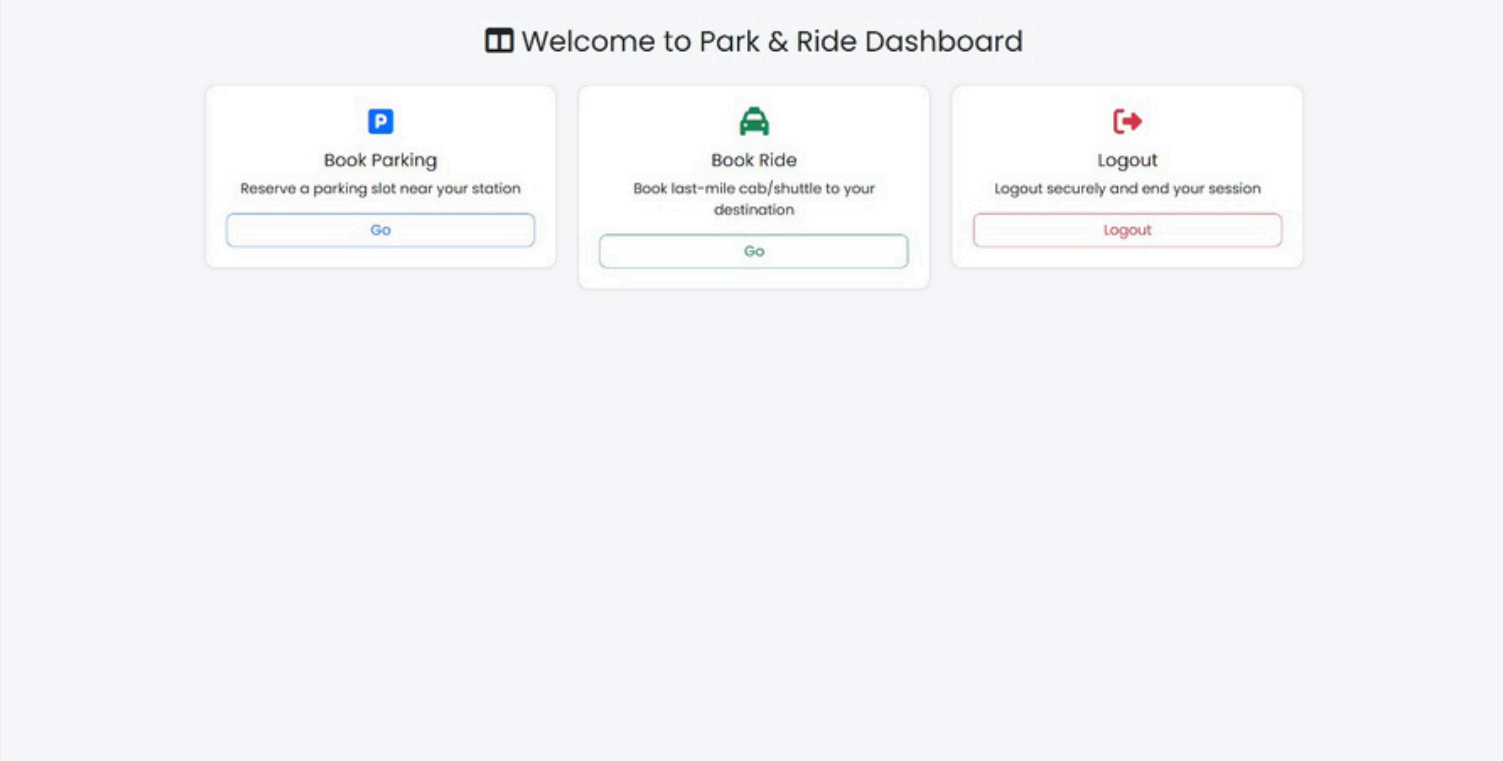 Welcome to Park & Ride Dashboard
P
Book Parking
Reserve a parking slot near your station
Go
Book Ride
Book last-mile cab/shuttle to your
destination
Go
Logout
Logout securely and end your session
Logout